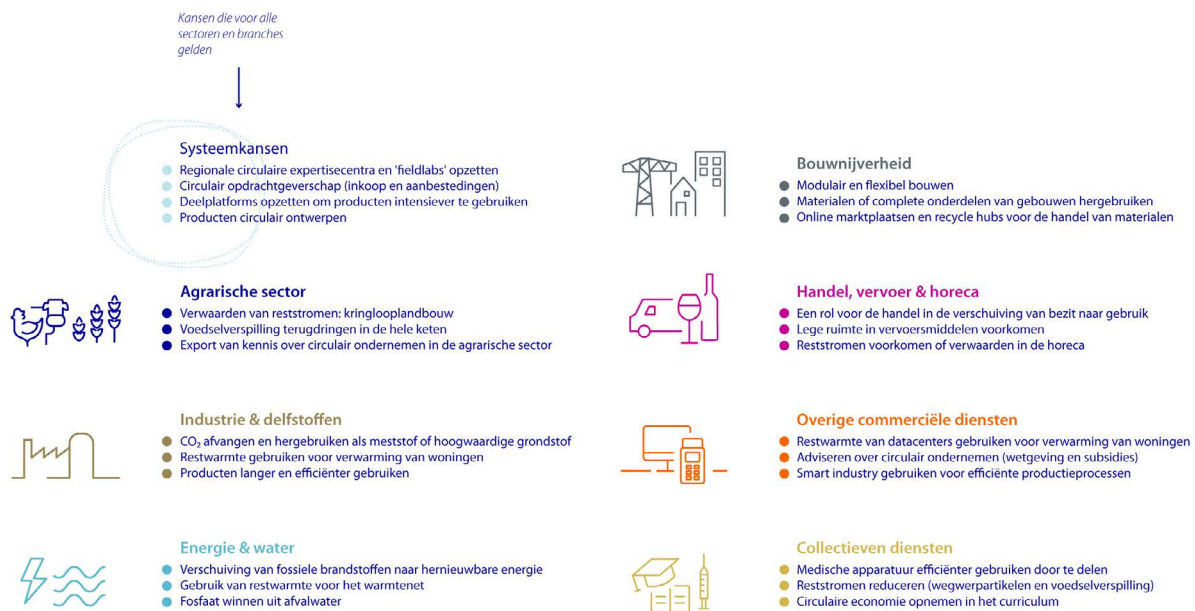 Kansen die voor alle
sectoren en branches
gelden
Systeemkansen
Regionale circulaire expertisecentra en 'fieldlabs' opzetten
Circulair opdrachtgeverschap (inkoop en aanbestedingen)
Deelplatforms opzetten om producten intensiever te gebruiken
Producten circulair ontwerpen
Bouwnijverheid
Modulair en flexibel bouwen
Materialen of complete onderdelen van gebouwen hergebruiken
Online marktplaatsen en recycle hubs voor de handel van materialen
Agrarische sector
Verwaarden van reststromen: kringlooplandbouw
Voedselverspilling terugdringen in de hele keten
Export van kennis over circulair ondernemen in de agrarische sector
Handel, vervoer & horeca
Een rol voor de handel in de verschuiving van bezit naar gebruik
Lege ruimte in vervoersmiddelen voorkomen
Reststromen voorkomen of verwaarden in de horeca
Industrie & delfstoffen
CO₂ afvangen en hergebruiken als meststof of hoogwaardige grondstof
Restwarmte gebruiken voor verwarming van woningen
Producten langer en efficiënter gebruiken
Overige commerciële diensten
Restwarmte van datacenters gebruiken voor verwarming van woningen
Adviseren over circulair ondernemen (wetgeving en subsidies)
Smart industry gebruiken voor efficiënte productieprocessen
Energie & water
Verschuiving van fossiele brandstoffen naar hernieuwbare energie
Gebruik van restwarmte voor het warmtenet
Fosfaat winnen uit afvalwater
Collectieven diensten
Medische apparatuur efficiënter gebruiken door te delen
Reststromen reduceren (wegwerpartikelen en voedselverspilling)
Circulaire economie opnemen in het curriculum